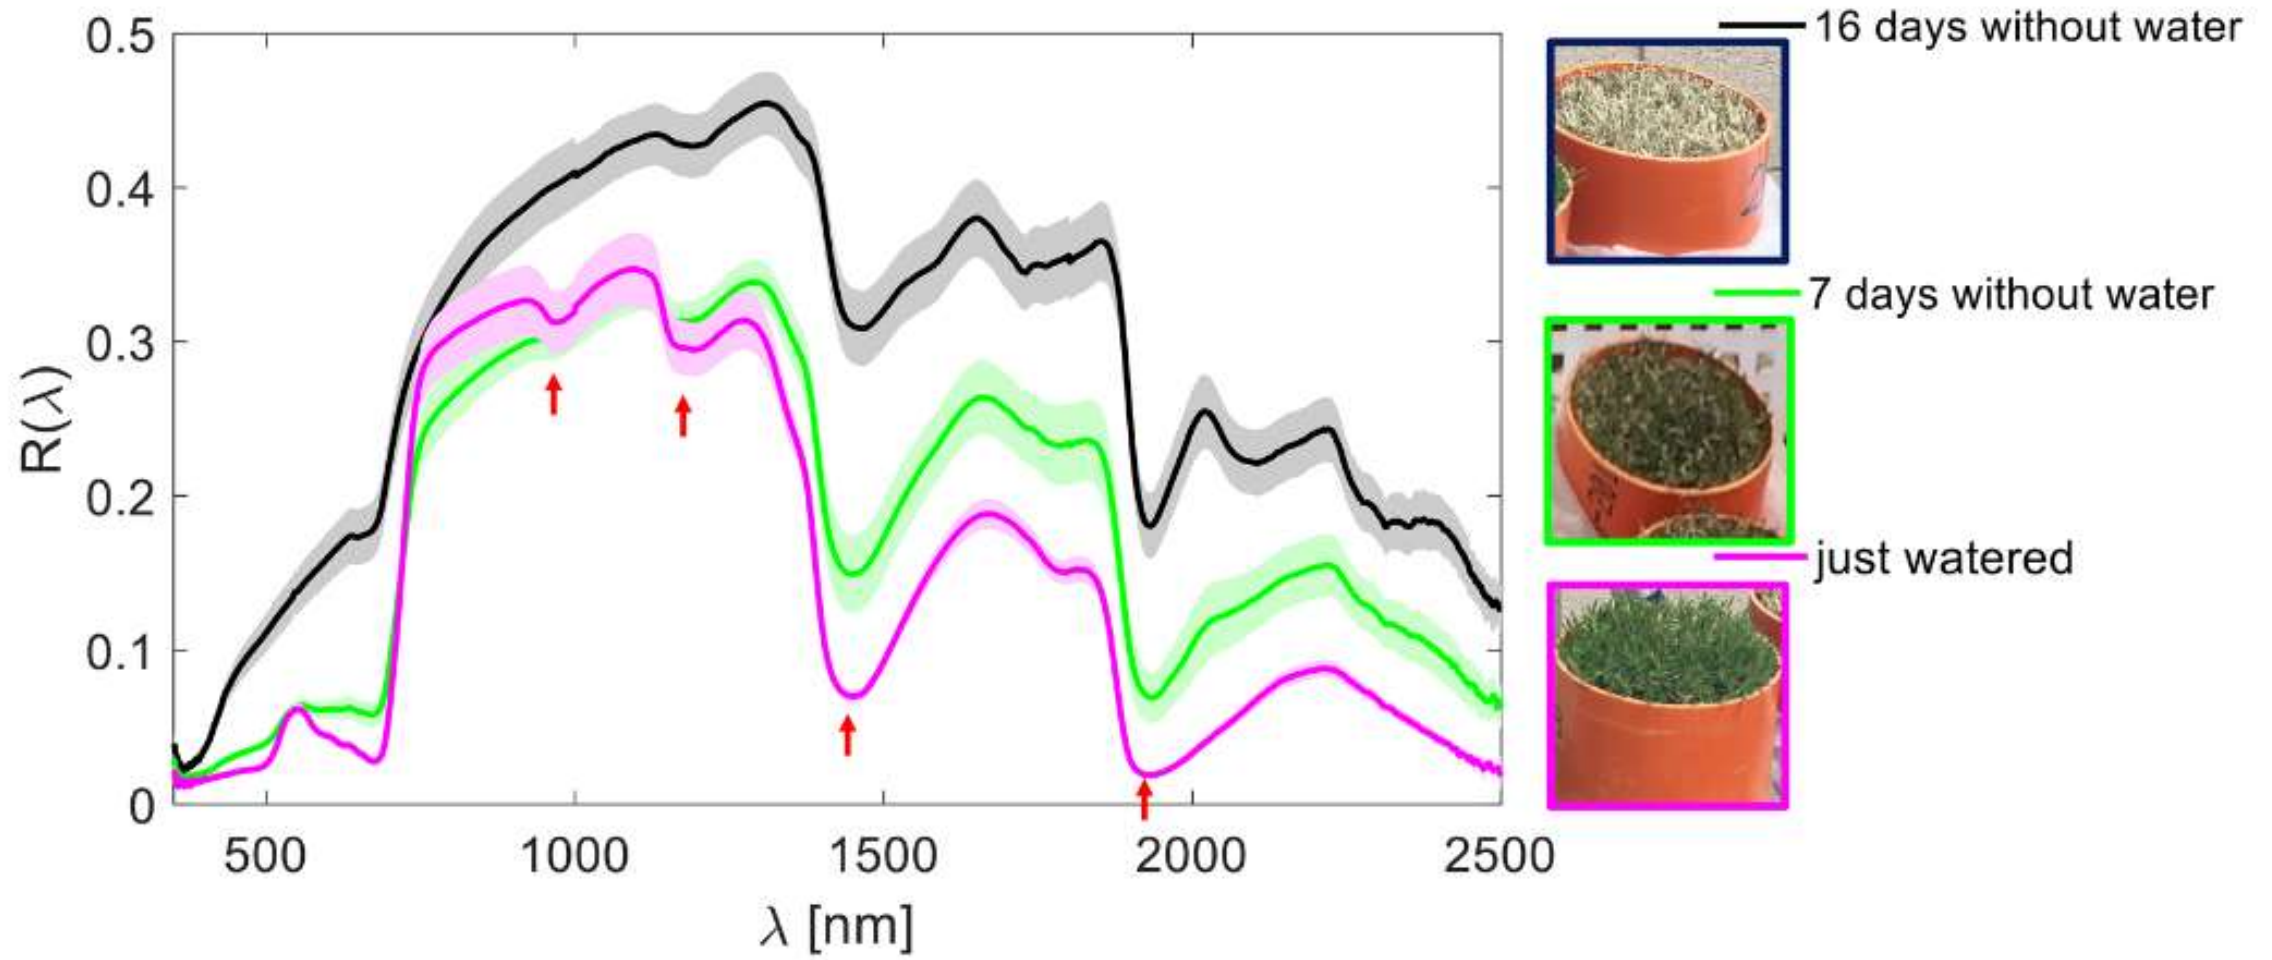 0.5
0.4
0.3
0.2
0.1
0
R(λ)
500 1000 1500 2000 2500
λ [nm]
16 days without water
7 days without water
just watered